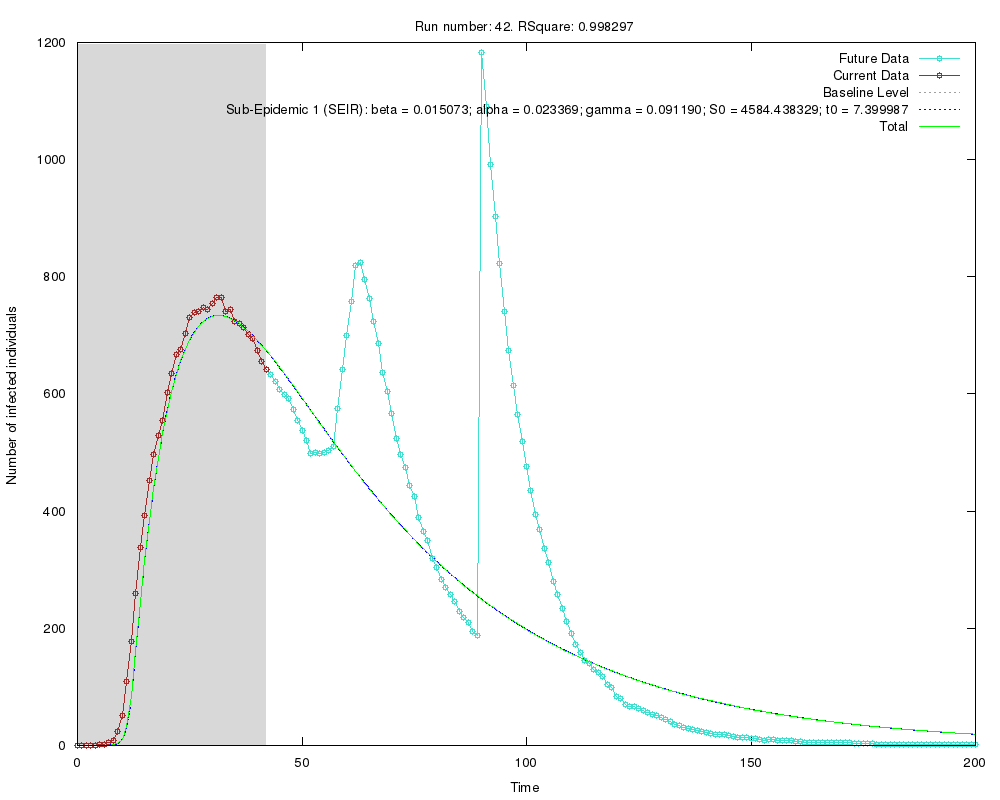 Run number: 42. RSquare: 0.998297
Future Data
Current Data
Baseline Level
Sub-Epidemic 1 (SEIR): beta = 0.015073; alpha = 0.023369; gamma = 0.091190; S0 = 4584.438329; t0 = 7.399987
Total
1200
1000
800
600
400
200
0
Number of infected individuals
0 50 100 150 200
Time